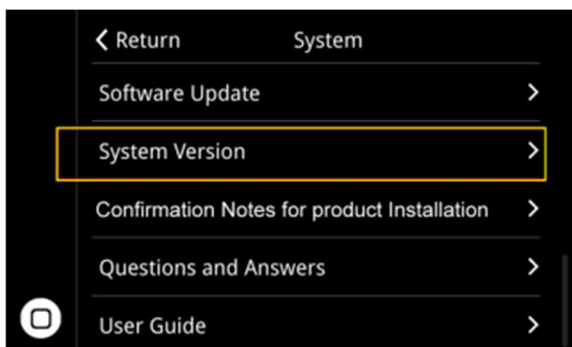 Return System
Software Update
System Version
Confirmation Notes for product Installation
Questions and Answers
User Guide